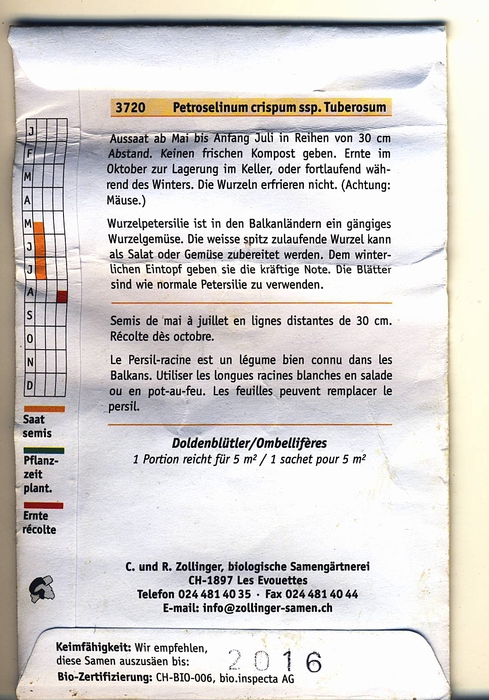 3720 Petroselinum crispum ssp. Tuberosum
Aussaat ab Mai bis Anfang Juli in Reihen von 30 cm
Abstand. Keinen frischen Kompost geben. Ernte im
Oktober zur Lagerung im Keller, oder fortlaufend wäh-
rend des Winters. Die Wurzeln erfrieren nicht. (Achtung:
Mäuse.)
Wurzelpetersilie ist in den Balkanländern ein gängiges
Wurzelgemüse. Die weisse spitz zulaufende Wurzel kann
als Salat oder Gemüse zubereitet werden. Dem winter-
lichen Eintopf geben sie die kräftige Note. Die Blätter
sind wie normale Petersilie zu verwenden.
Semis de mai à juillet en lignes distantes de 30 cm.
Récolte dès octobre.
Le Persil-racine est un légume bien connu dans les
Balkans. Utiliser les longues racines blanches en salade
ou en pot-au-feu. Les feuilles peuvent remplacer le
persil.
Doldenblütler/Ombellifères
1 Portion reicht für 5 m² / 1 sachet pour 5 m²
J
F
M
A
M
J
J
A
S
O
N
D
Saat
semis
Pflanz-
zeit
plant.
Ernte
récolte
C. und R. Zollinger, biologische Samengärtnerei
CH-1897 Les Evouettes
Telefon 024 481 40 35 · Fax 024 481 40 44
E-mail: info@zollinger-samen.ch
Keimfähigkeit: Wir empfehlen,
diese Samen auszusäen bis: 2016
Bio-Zertifizierung: CH-BIO-006, bio.inspecta AG